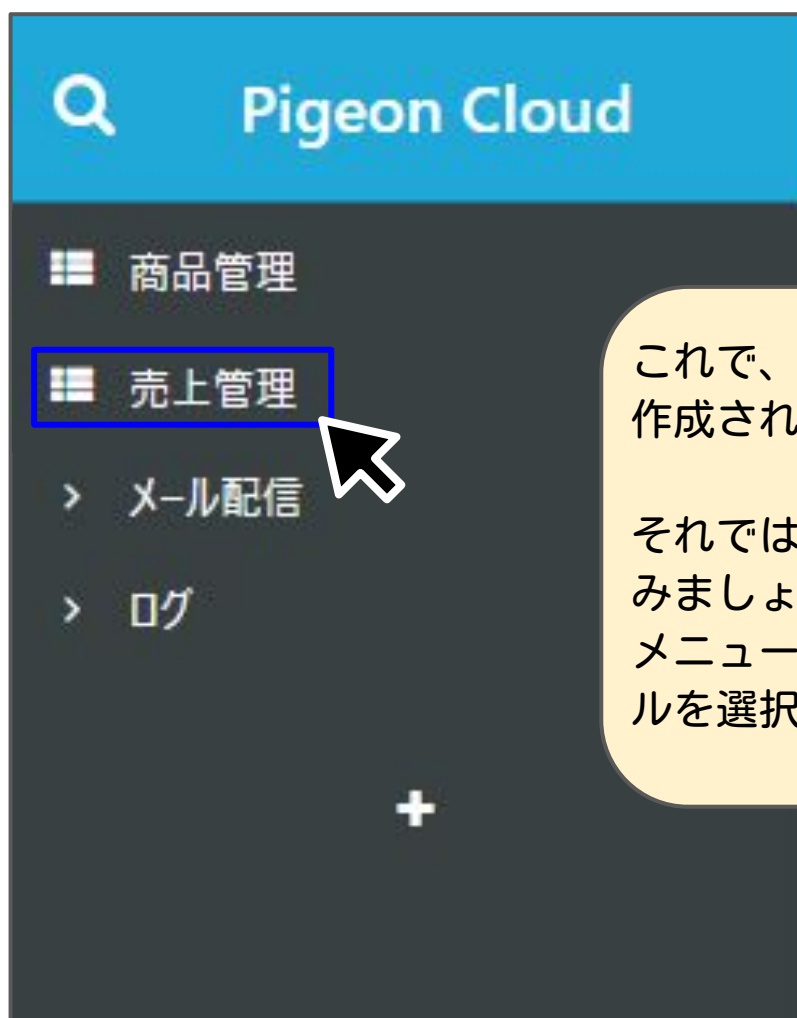 Pigeon Cloud
商品管理
売上管理
メール配信
ログ
これで、
作成され
それでは
みましょ
メニュー
ルを選択